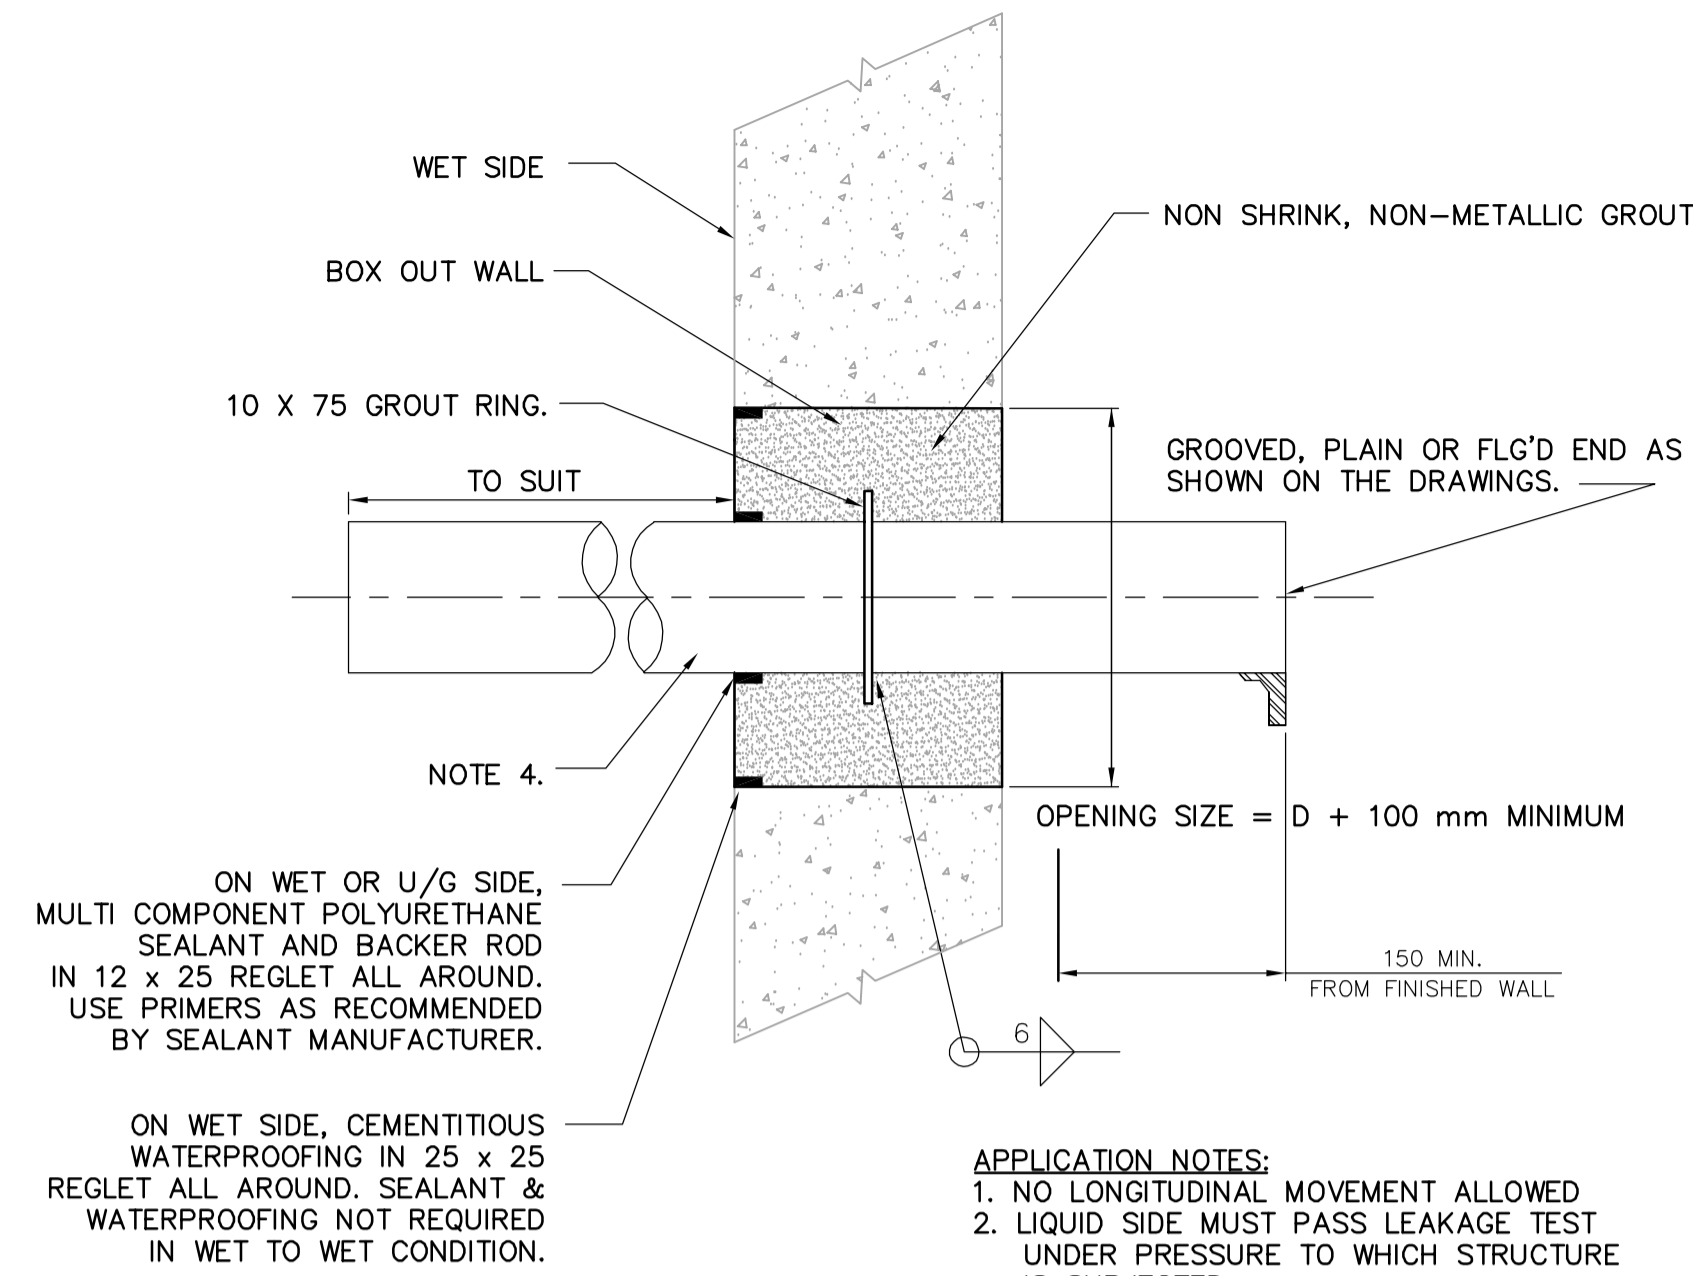 WET SIDE
NON SHRINK, NON-METALLIC GROUT
BOX OUT WALL
10 X 75 GROUT RING.
GROOVED, PLAIN OR FLG'D END AS
SHOWN ON THE DRAWINGS.
TO SUIT
NOTE 4.
OPENING SIZE = D + 100 mm MINIMUM
ON WET OR U/G SIDE,
MULTI COMPONENT POLYURETHANE
SEALANT AND BACKER ROD
IN 12 x 25 REGLET ALL AROUND.
USE PRIMERS AS RECOMMENDED
BY SEALANT MANUFACTURER.
150 MIN.
FROM FINISHED WALL
6
ON WET SIDE, CEMENTITIOUS
WATERPROOFING IN 25 x 25
REGLET ALL AROUND. SEALANT &
WATERPROOFING NOT REQUIRED
IN WET TO WET CONDITION.
APPLICATION NOTES:
1. NO LONGITUDINAL MOVEMENT ALLOWED
2. LIQUID SIDE MUST PASS LEAKAGE TEST
UNDER PRESSURE TO WHICH STRUCTURE